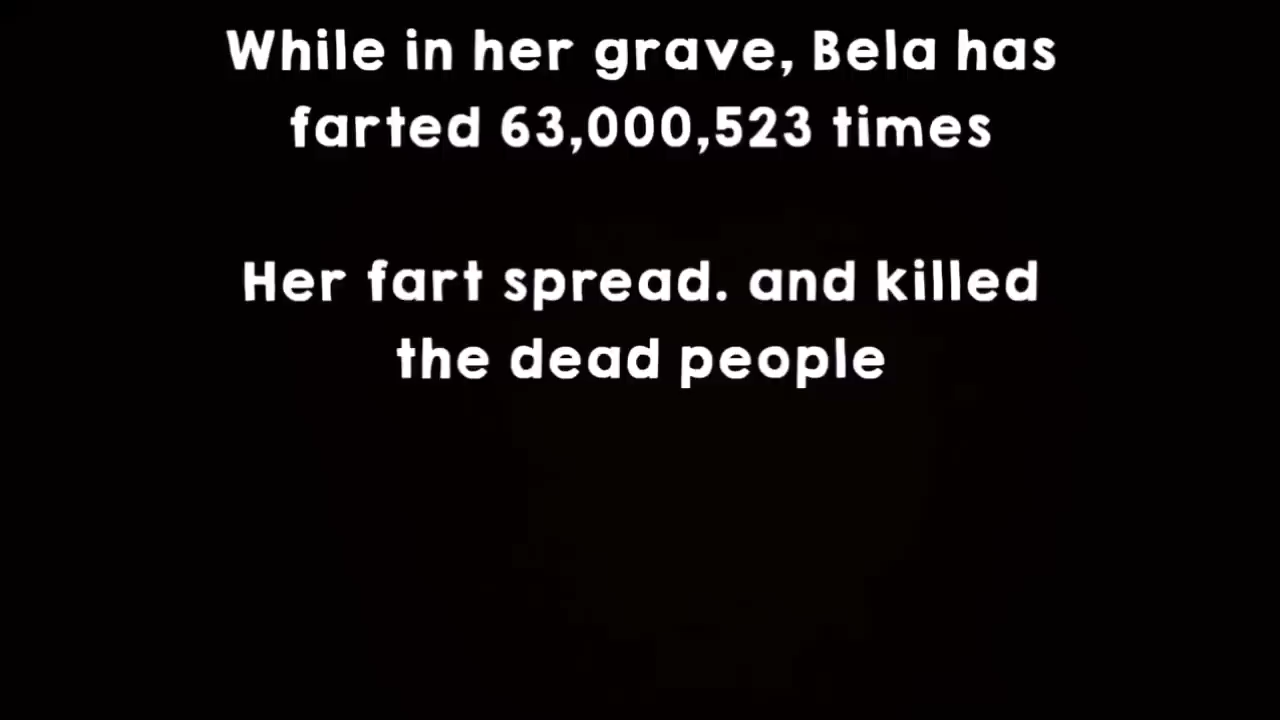 While in her grave, Bela has
farted 63,000,523 times
Her fart spread. and killed
the dead people